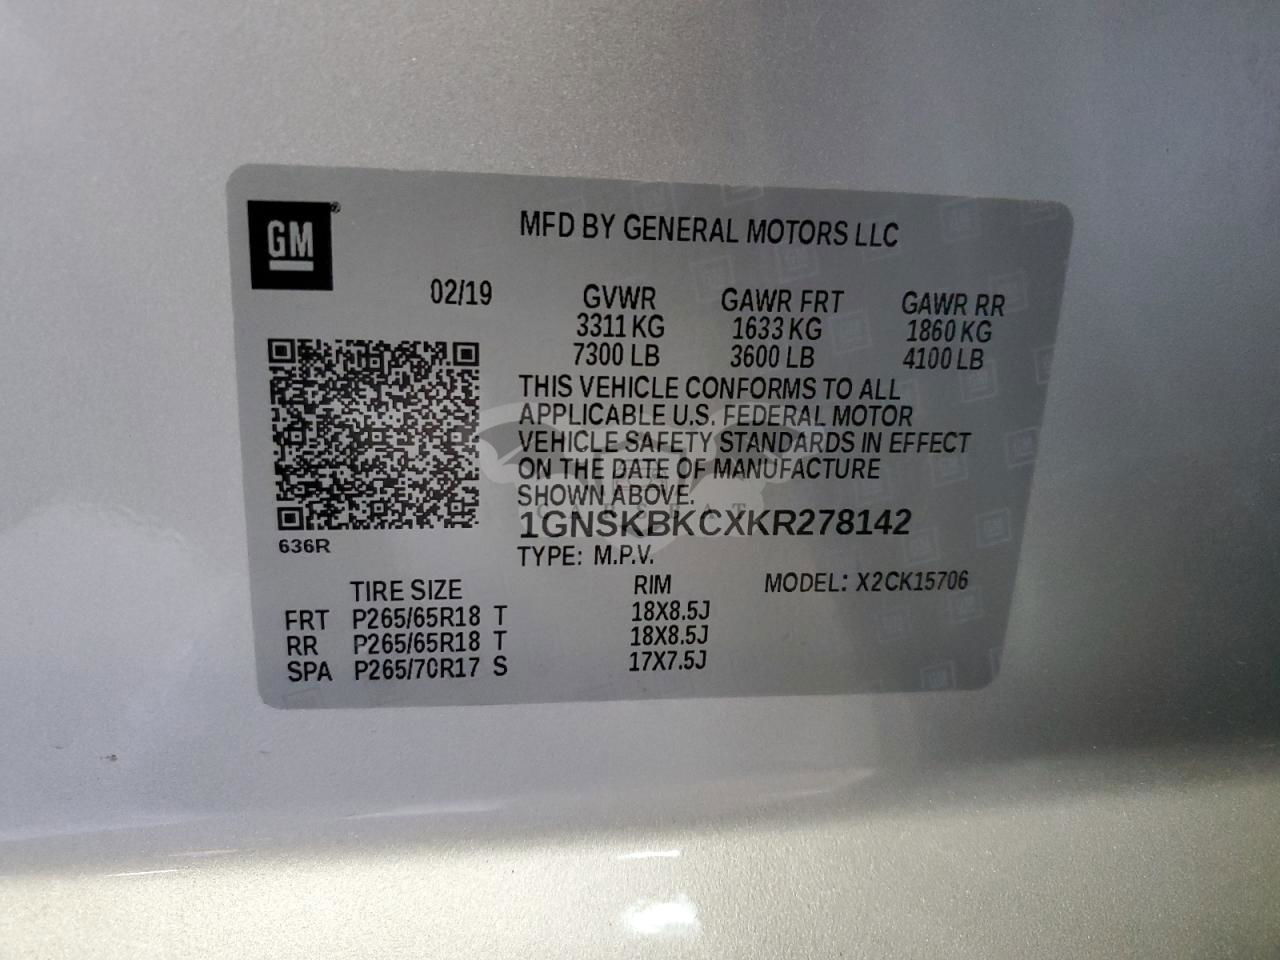 GM
MFD BY GENERAL MOTORS LLC
02/19 GVWR GAWR FRT GAWR RR
3311 KG 1633 KG 1860 KG
7300 LB 3600 LB 4100 LB
THIS VEHICLE CONFORMS TO ALL
APPLICABLE U.S. FEDERAL MOTOR
VEHICLE SAFETY STANDARDS IN EFFECT
ON THE DATE OF MANUFACTURE
SHOWN ABOVE.
1GNSKBKCXKR278142
636R
TYPE: M.P.V.
TIRE SIZE RIM MODEL: X2CK15706
FRT P265/65R18 T 18X8.5J
RR P265/65R18 T 18X8.5J
SPA P265/70R17 S 17X7.5J